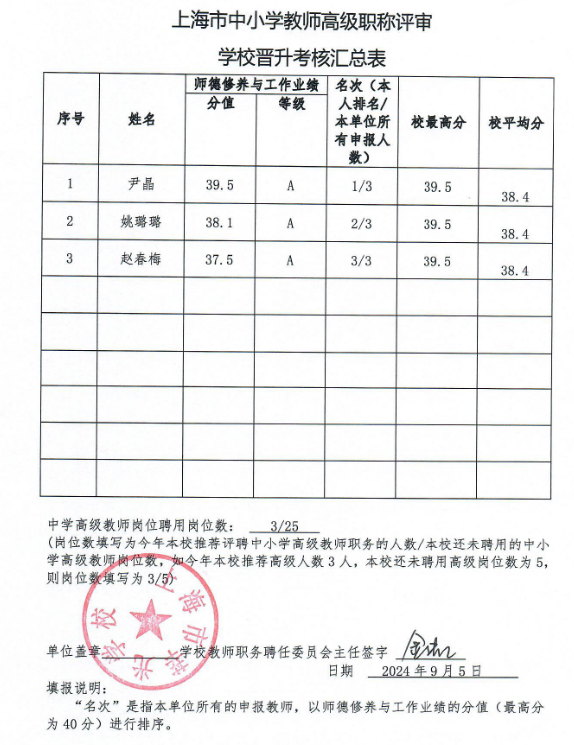 上海市中小学教师高级职称评审
学校晋升考核汇总表
序号 姓名 师德修养与工作业绩 分值 等级 名次（本人排名/本单位所有申报人数） 校最高分 校平均分
1 尹晶 39.5 A 1/3 39.5 38.4
2 姚璐璐 38.1 A 2/3 39.5 38.4
3 赵春梅 37.5 A 3/3 39.5 38.4
中学高级教师岗位聘用岗位数： 3/25
(岗位数填写为今年本校推荐评聘中小学高级教师职务的人数/本校还未聘用的中小
学高级教师岗位数，如今年本校推荐高级人数3人，本校还未聘用高级岗位数为5，
则岗位数填写为3/5)
单位盖章 学校教师职务聘任委员会主任签字
日期 2024年9月5日
填报说明：
“名次”是指本单位所有的申报教师，以师德修养与工作业绩的分值（最高分
为40分）进行排序。